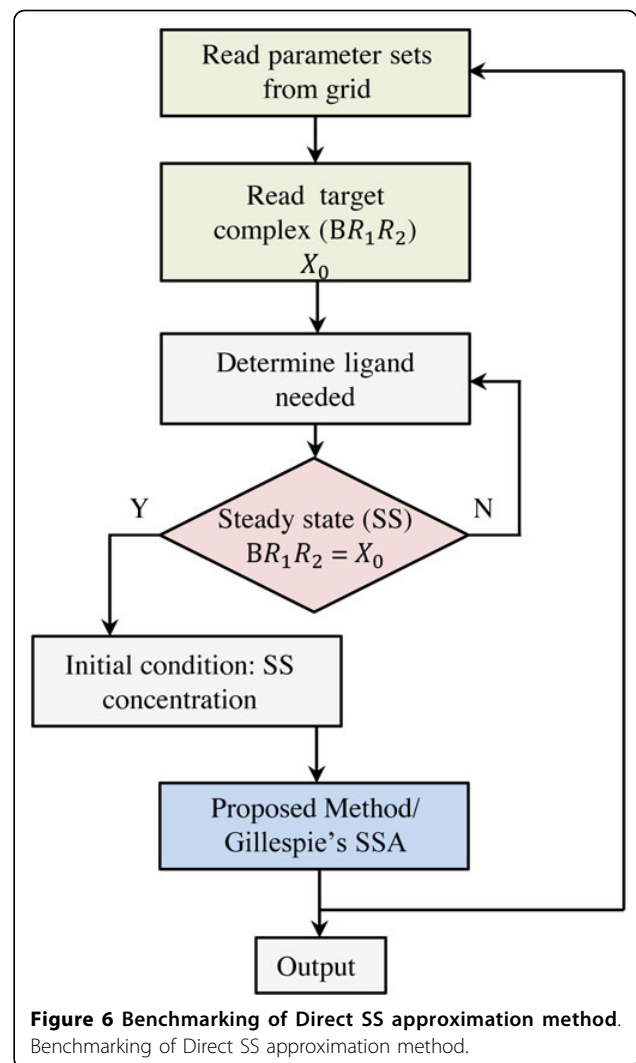 Read parameter sets
from grid
Read target
complex (BR₁R₂)
X₀
Determine ligand
needed
Y
N
Steady state (SS)
BR₁R₂ = X₀
Initial condition: SS
concentration
Proposed Method/
Gillespie's SSA
Output
Figure 6 Benchmarking of Direct SS approximation method.
Benchmarking of Direct SS approximation method.